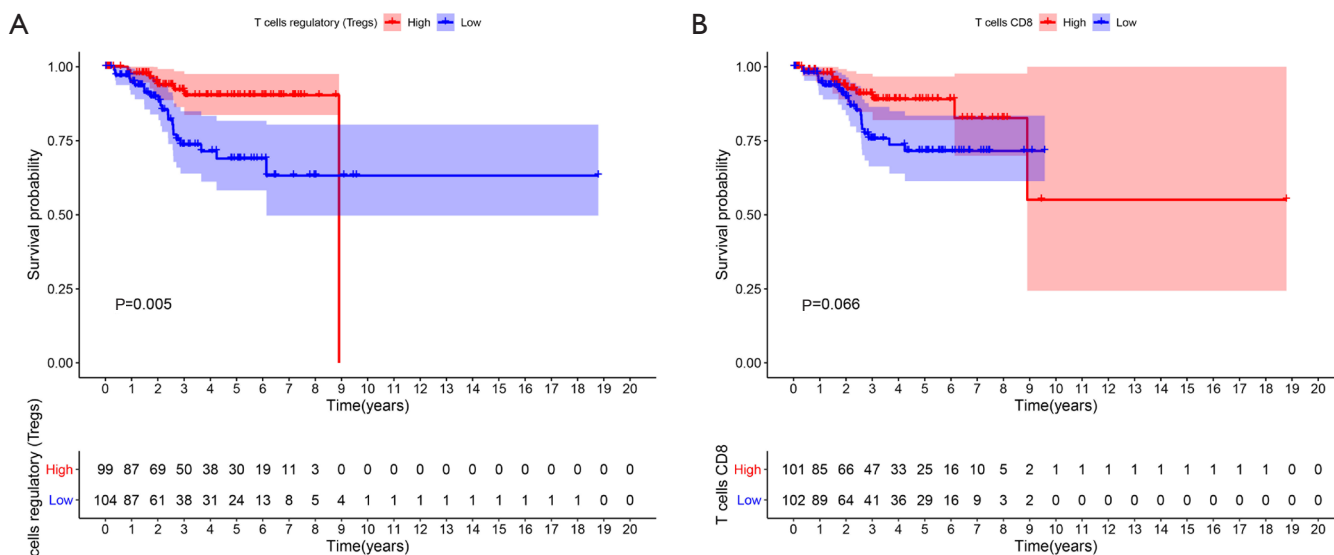 A
T cells regulatory (Tregs) High Low
Survival probability
1.00
0.75
0.50
0.25
0.00
P=0.005
0 1 2 3 4 5 6 7 8 9 10 11 12 13 14 15 16 17 18 19 20
Time(years)
cells regulatory (Tregs)
High 99 87 69 50 38 30 19 11 3 0 0 0 0 0 0 0 0 0 0 0 0
Low 104 87 61 38 31 24 13 8 5 4 1 1 1 1 1 1 1 1 1 0 0
0 1 2 3 4 5 6 7 8 9 10 11 12 13 14 15 16 17 18 19 20
Time(years)
B
T cells CD8 High Low
Survival probability
1.00
0.75
0.50
0.25
0.00
P=0.066
0 1 2 3 4 5 6 7 8 9 10 11 12 13 14 15 16 17 18 19 20
Time(years)
T cells CD8
High 101 85 66 47 33 25 16 10 5 2 1 1 1 1 1 1 1 1 1 0 0
Low 102 89 64 41 36 29 16 9 3 2 0 0 0 0 0 0 0 0 0 0 0
0 1 2 3 4 5 6 7 8 9 10 11 12 13 14 15 16 17 18 19 20
Time(years)